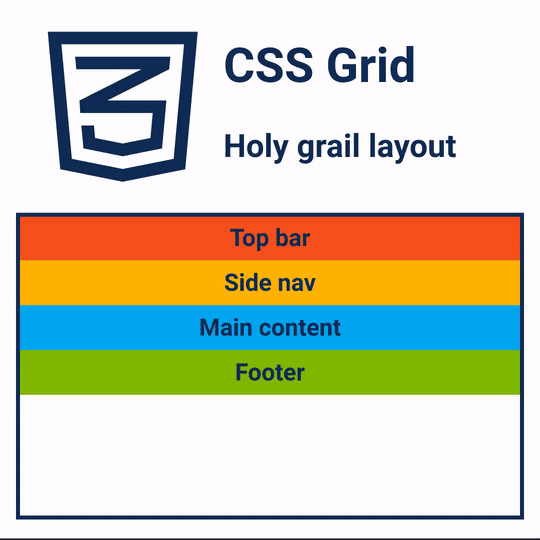 CSS Grid
Holy grail layout
Top bar
Side nav
Main content
Footer